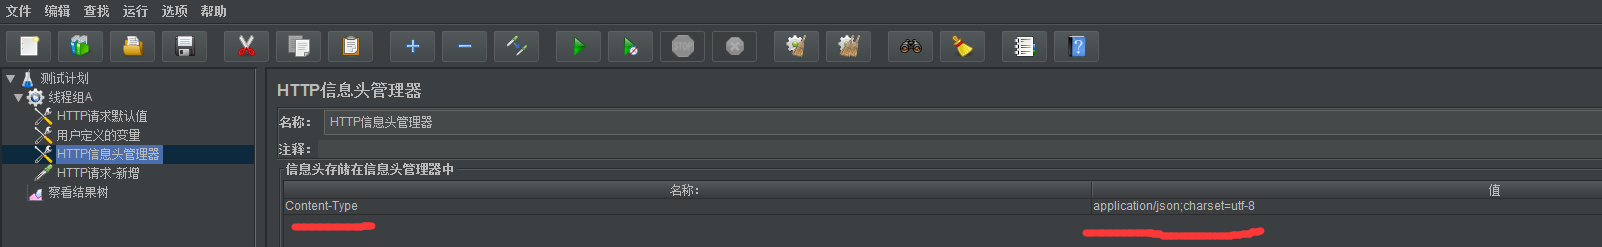 文件 编辑 查找 运行 选项 帮助
STOP
测试计划
线程组A
HTTP请求默认值
用户定义的变量
HTTP信息头管理器
HTTP请求-新增
察看结果树
HTTP信息头管理器
名称： HTTP信息头管理器
注释：
信息头存储在信息头管理器中
名称: 值
Content-Type application/json;charset=utf-8